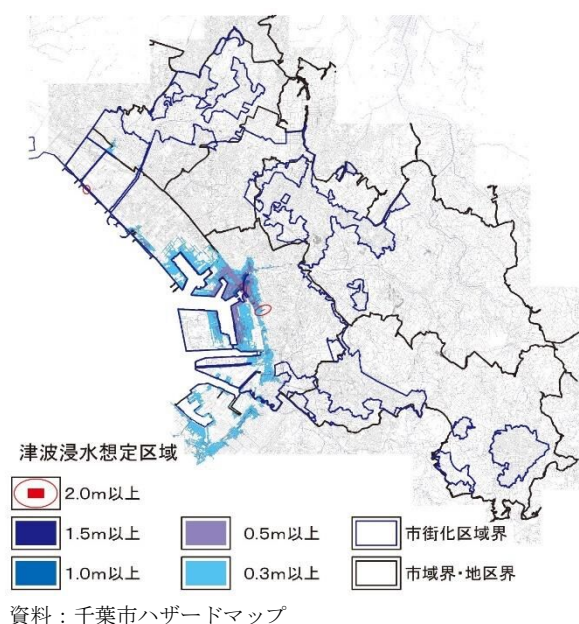 津波浸水想定区域
2.0m以上
1.5m以上 0.5m以上 市街化区域界
1.0m以上 0.3m以上 市域界・地区界
資料：千葉市ハザードマップ